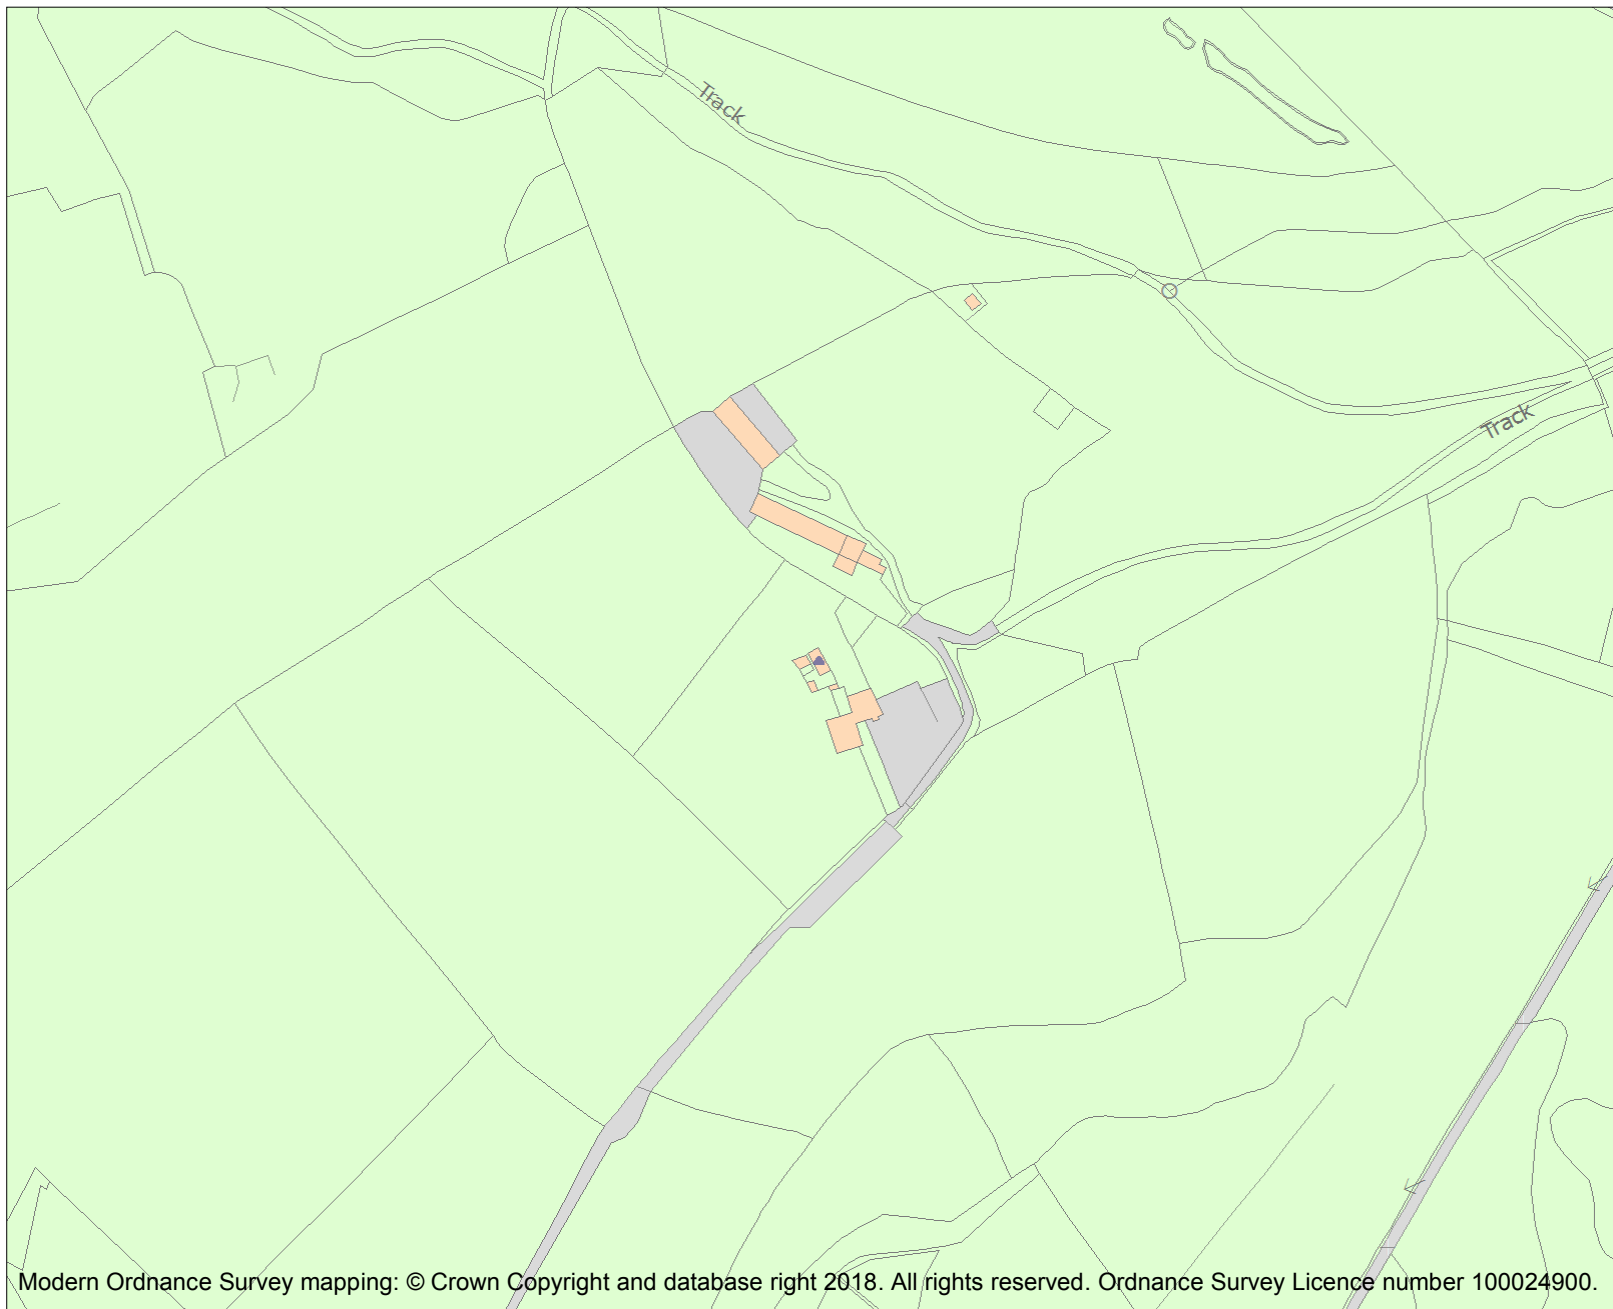 Track
Track
Modern Ordnance Survey mapping: © Crown Copyright and database right 2018. All rights reserved. Ordnance Survey Licence number 100024900.